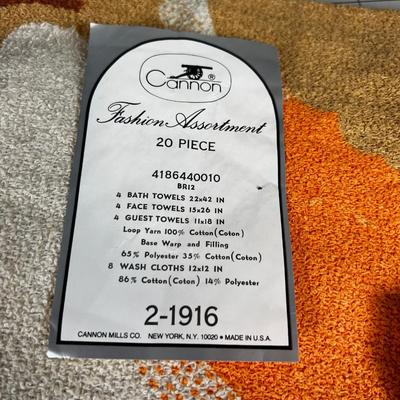 Cannon ®
Fashion Assortment
20 PIECE
4186440010
BR12
4 BATH TOWELS 22x42 IN
4 FACE TOWELS 15x26 IN
4 GUEST TOWELS 11x18 IN
Loop Yarn 100% Cotton (Coton)
Base Warp and Filling
65% Polyester 35% Cotton (Coton)
8 WASH CLOTHS 12x12 IN
86% Cotton (Coton) 14% Polyester
2-1916
CANNON MILLS CO. NEW YORK, N.Y. 10020 • MADE IN U.S.A.